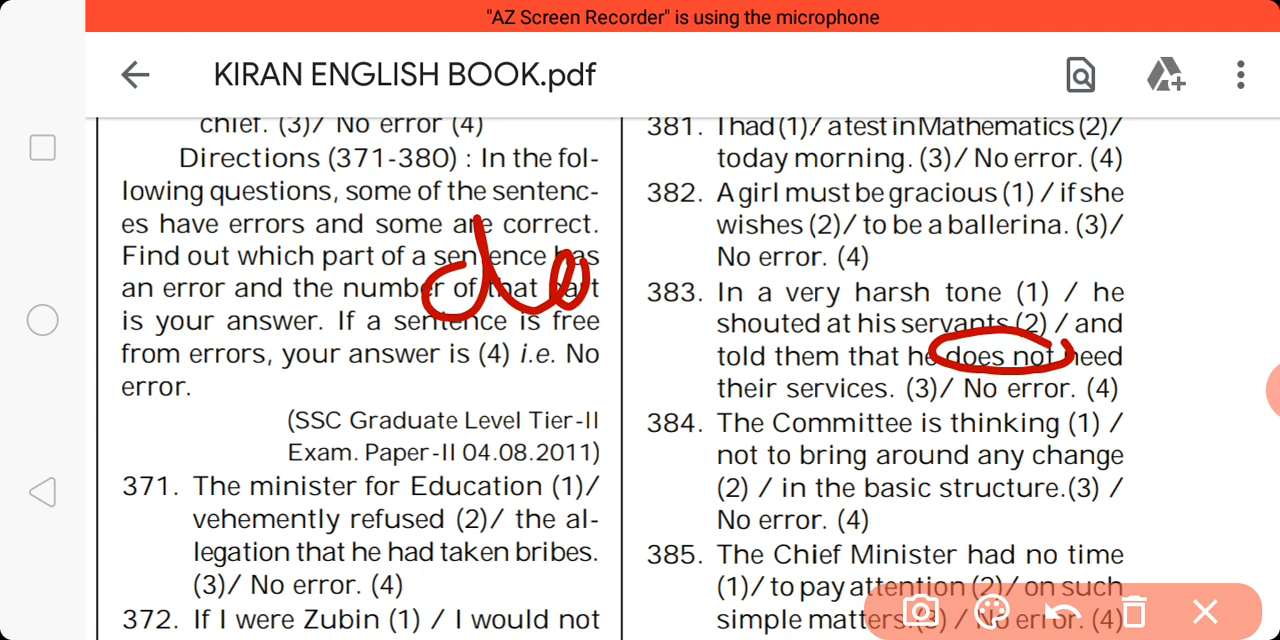 "AZ Screen Recorder" is using the microphone
KIRAN ENGLISH BOOK.pdf
chief. (3)/ No error (4)
Directions (371-380) : In the fol-
lowing questions, some of the sentenc-
es have errors and some are correct.
Find out which part of a sentence has
an error and the number of that part
is your answer. If a sentence is free
from errors, your answer is (4) i.e. No
error.
(SSC Graduate Level Tier-II
Exam. Paper-II 04.08.2011)
371. The minister for Education (1)/
vehemently refused (2)/ the al-
legation that he had taken bribes.
(3)/ No error. (4)
372. If I were Zubin (1) / I would not
381. I had (1)/ a test in Mathematics (2)/
today morning. (3)/ No error. (4)
382. A girl must be gracious (1) / if she
wishes (2)/ to be a ballerina. (3)/
No error. (4)
383. In a very harsh tone (1) / he
shouted at his servants (2) / and
told them that he does not need
their services. (3)/ No error. (4)
384. The Committee is thinking (1) /
not to bring around any change
(2) / in the basic structure.(3) /
No error. (4)
385. The Chief Minister had no time
(1)/ to pay attention (2)/ on such
simple matters.(3) / No error. (4)